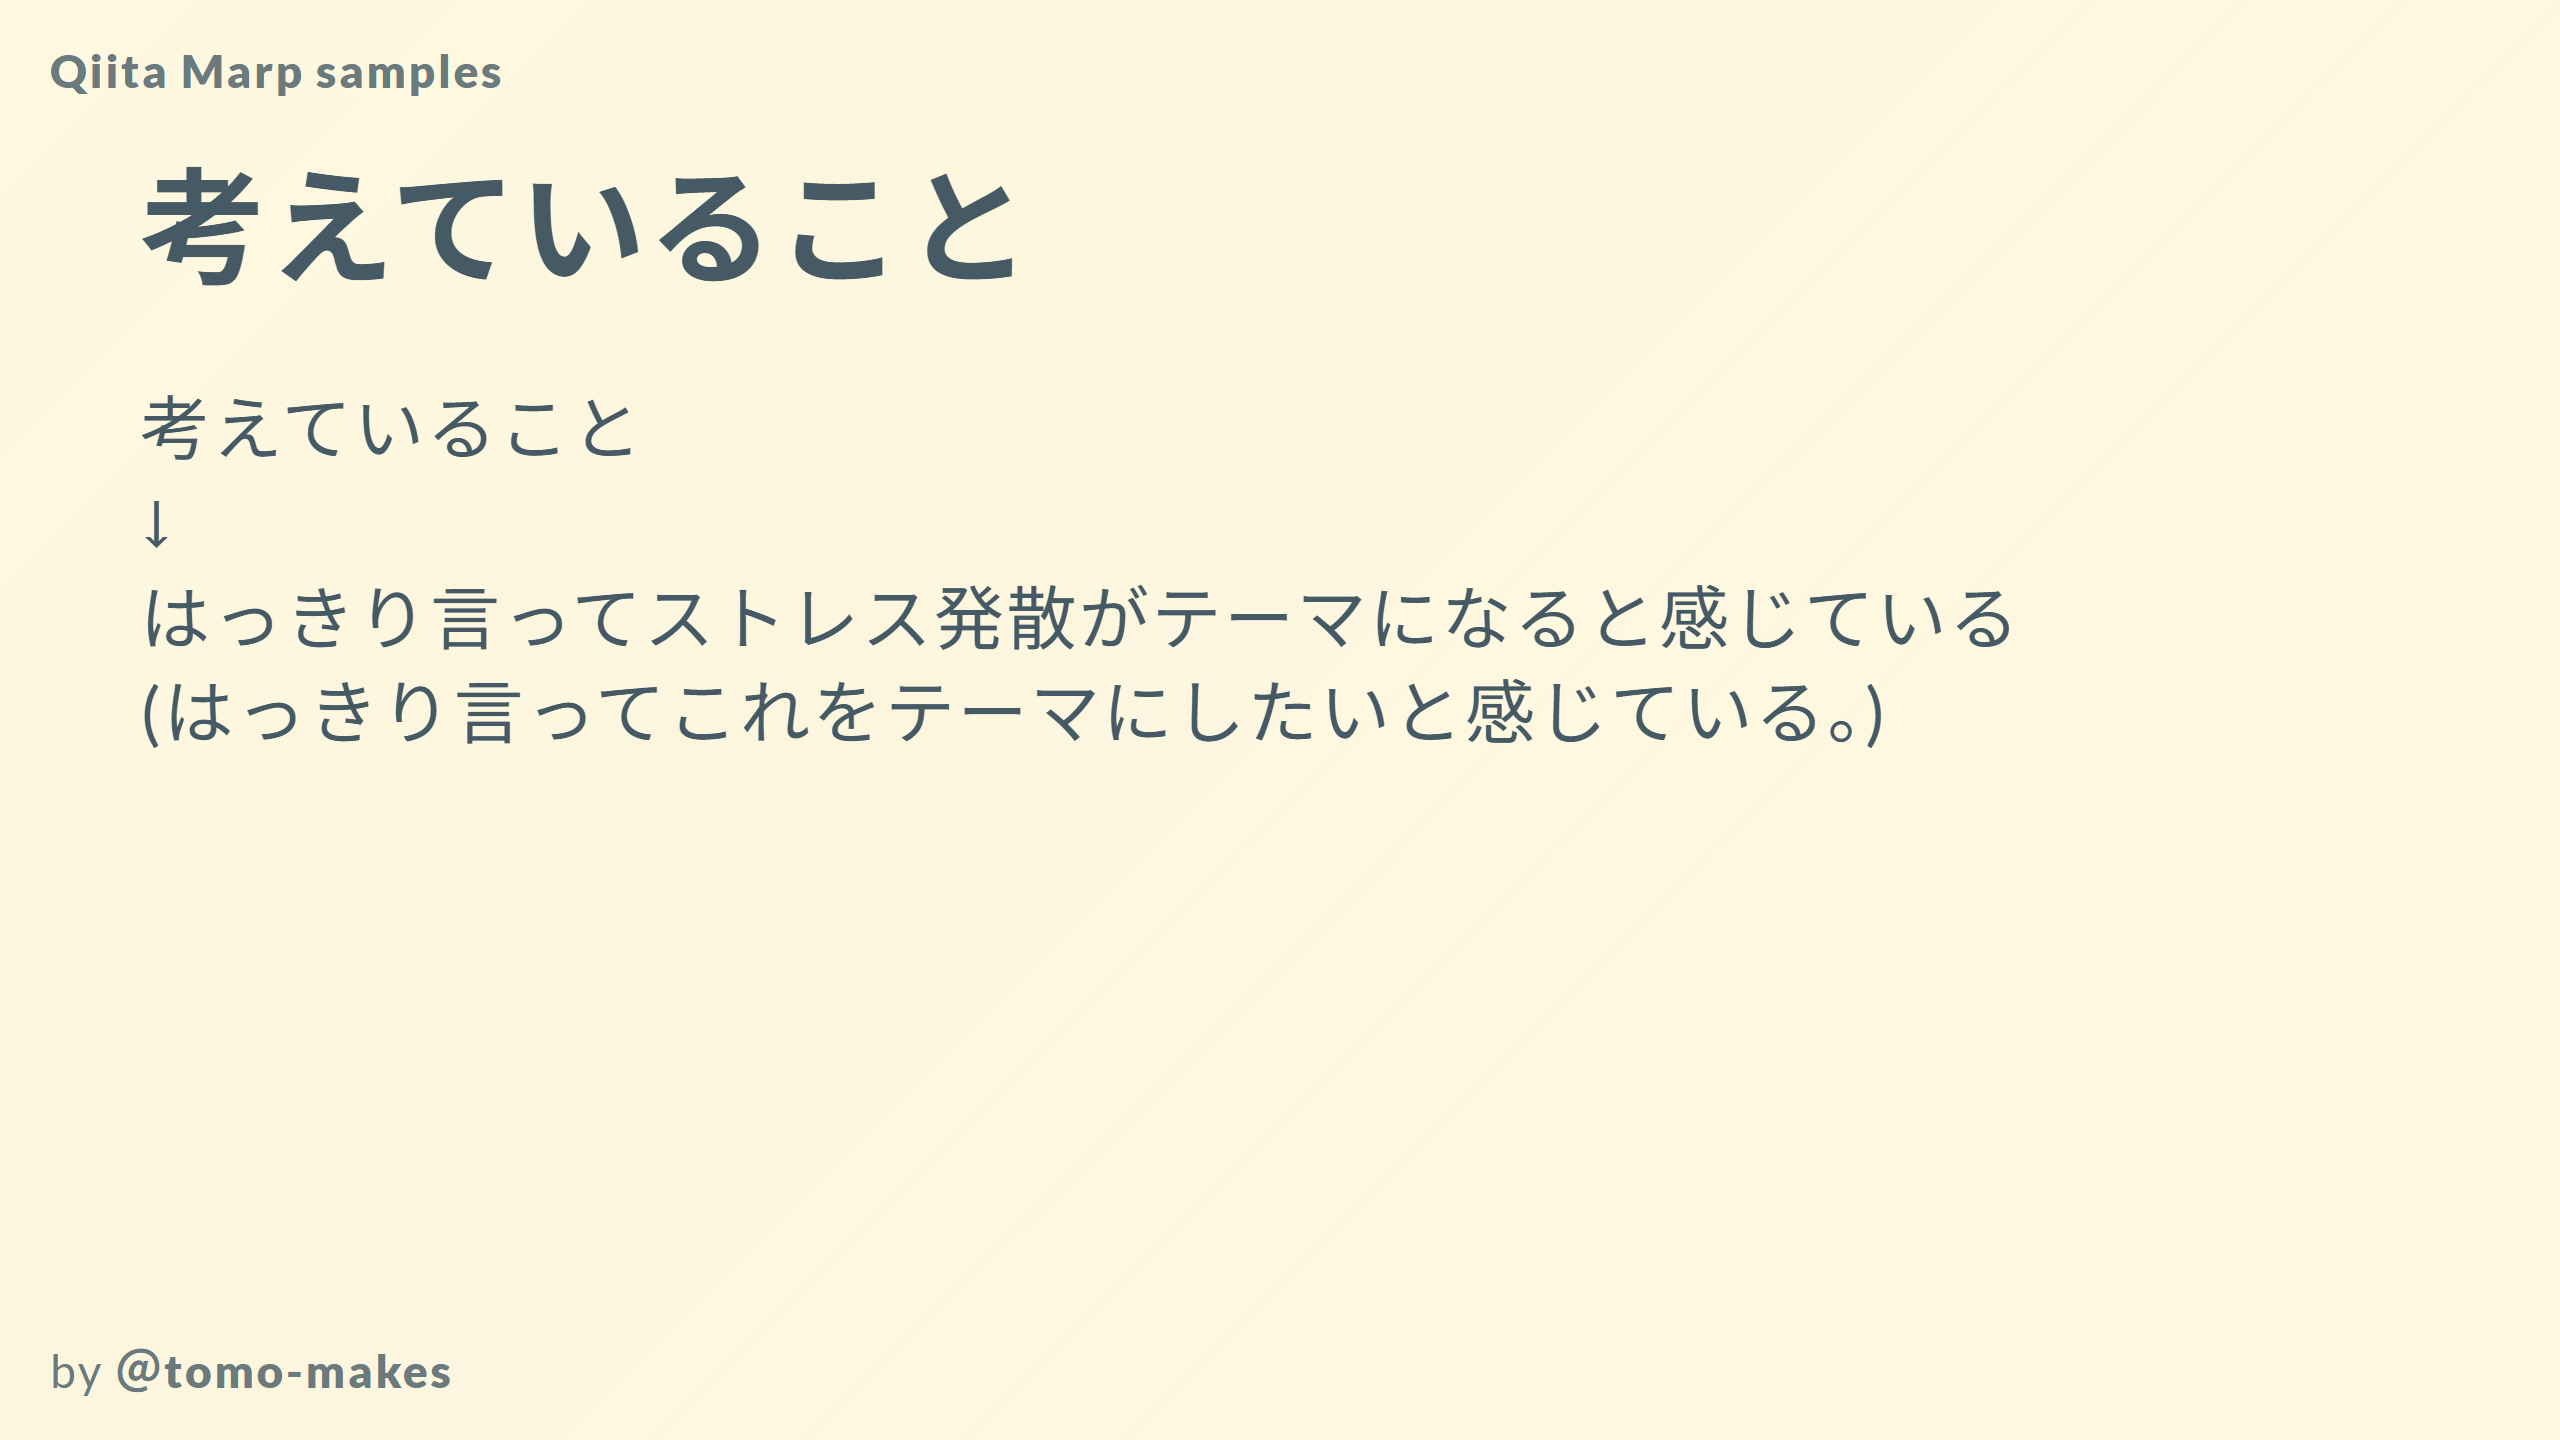 Qiita Marp samples
考えていること
考えていること
↓
はっきり言ってストレス発散がテーマになると感じている
(はっきり言ってこれをテーマにしたいと感じている。)
by @tomo-makes